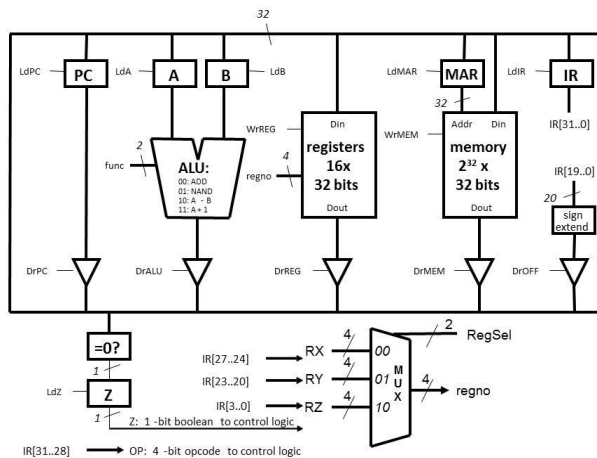 32
LdPC
PC
LdA
A
B
LdB
LdMAR
MAR
LdIR
IR
32
IR[31..0]
WrREG
Din
registers
16x
32 bits
Dout
WrMEM
Addr
Din
memory
2³² x
32 bits
Dout
func
2
ALU:
00: ADD
01: NAND
10: A - B
11: A + 1
regno
4
IR[19..0]
20
sign
extend
DrPC
DrALU
DrREG
DrMEM
DrOFF
=0?
1
LdZ
Z
1
Z: 1 -bit boolean to control logic
IR[27..24]
RX
4
00
IR[23..20]
RY
4
01
IR[3..0]
RZ
4
10
MUX
2
RegSel
4
regno
IR[31..28]
OP: 4 -bit opcode to control logic